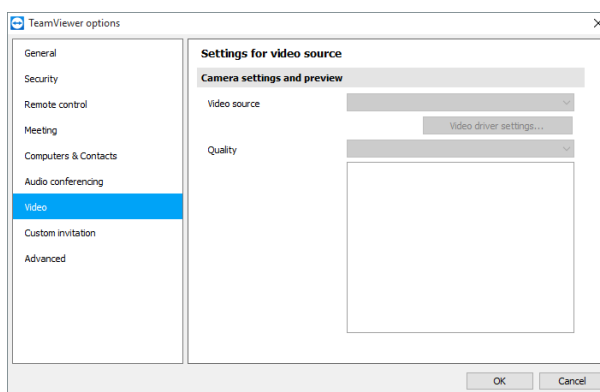 TeamViewer options
General
Security
Remote control
Meeting
Computers & Contacts
Audio conferencing
Video
Custom invitation
Advanced
Settings for video source
Camera settings and preview
Video source
Video driver settings...
Quality
OK
Cancel